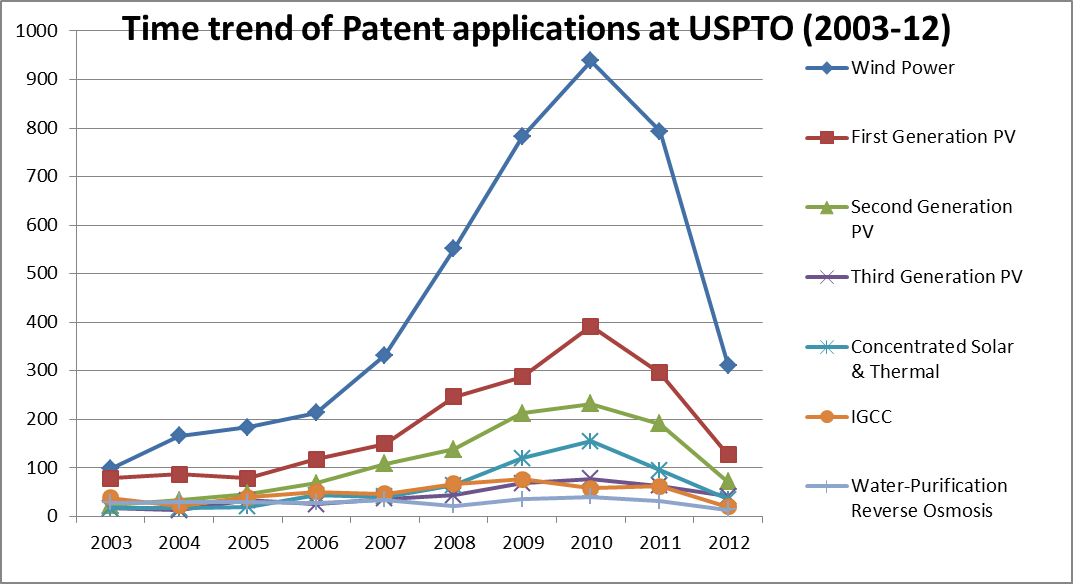 Time trend of Patent applications at USPTO (2003-12)
1000
900
800
700
600
500
400
300
200
100
0
2003 2004 2005 2006 2007 2008 2009 2010 2011 2012
Wind Power
First Generation PV
Second Generation
PV
Third Generation PV
Concentrated Solar
& Thermal
IGCC
Water-Purification
Reverse Osmosis